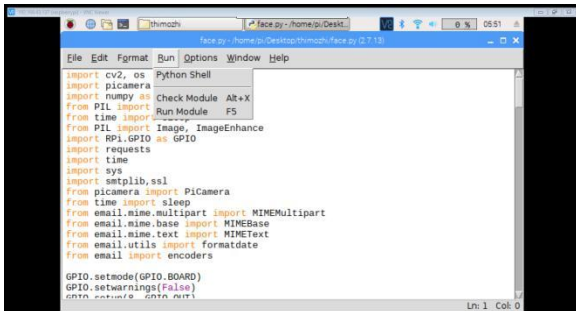 thimozhi
face.py - /home/pi/Deskt...
0 %
05:51
face.py - /home/pi/Desktop/thimozhi/face.py (2.7.13)
File Edit Format Run Options Window Help
import cv2, os
Python Shell
import picamera
import numpy as
Check Module Alt+X
from PIL import
Run Module F5
from time
from PIL import Image, ImageEnhance
import RPi.GPIO as GPIO
import requests
import time
import sys
import smtplib,ssl
from picamera import PiCamera
from time import sleep
from email.mime.multipart import MIMEMultipart
from email.mime.base import MIMEBase
from email.mime.text import MIMEText
from email.utils import formatdate
from email import encoders
GPIO.setmode(GPIO.BOARD)
GPIO.setwarnings(False)
GPIO.setup(8, GPIO.OUT)
Ln: 1 Col: 0